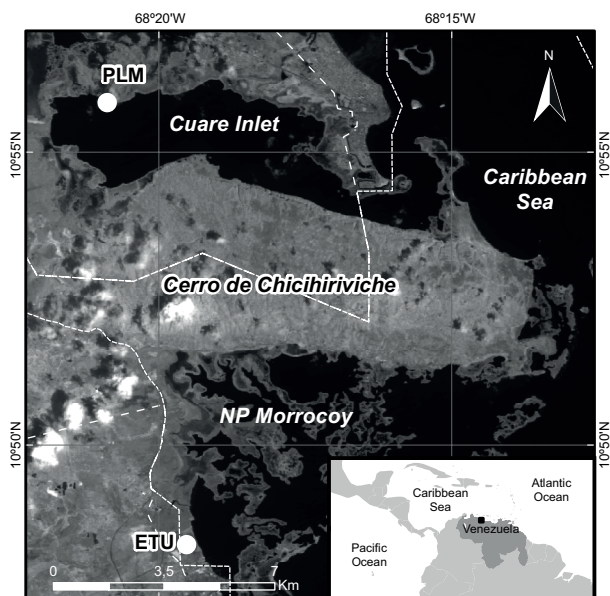 68°20'W
68°15'W
PLM
N
Cuare Inlet
10°55'N
10°55'N
Caribbean
Sea
Cerro de Chicihiriviche
NP Morrocoy
10°50'N
10°50'N
ETU
0
3,5
7
Km
Caribbean
Sea
Atlantic
Ocean
Venezuela
Pacific
Ocean